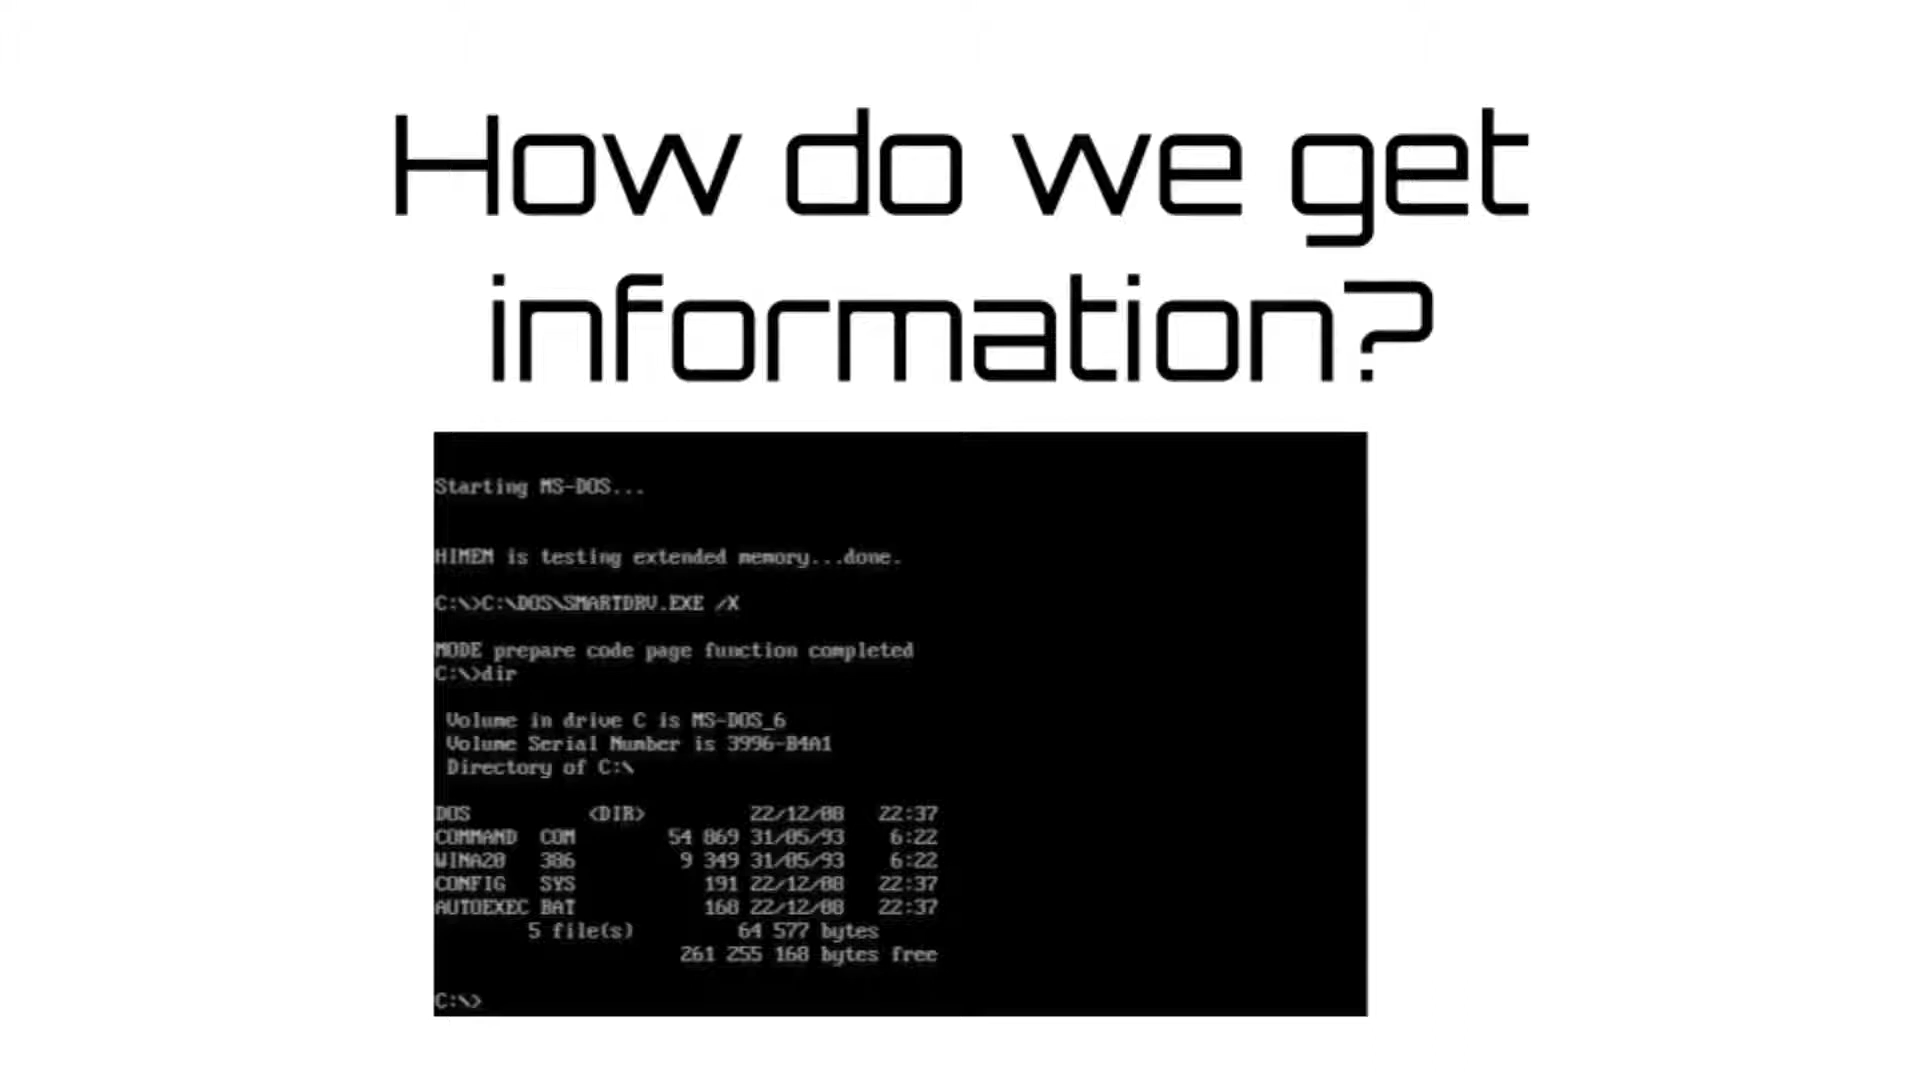 How do we get
information?
Starting MS-DOS...
HIMEM is testing extended memory...done.
C:\>C:\DOS\SMARTDRV.EXE /X
MODE prepare code page function completed
C:\>dir
Volume in drive C is MS-DOS_6
Volume Serial Number is 3996-B4A1
Directory of C:\
DOS <DIR> 22/12/08 22:37
COMMAND COM 54 869 31/05/93 6:22
WINA20 386 9 349 31/05/93 6:22
CONFIG SYS 191 22/12/08 22:37
AUTOEXEC BAT 168 22/12/08 22:37
5 file(s) 64 577 bytes
261 255 168 bytes free
C:\>